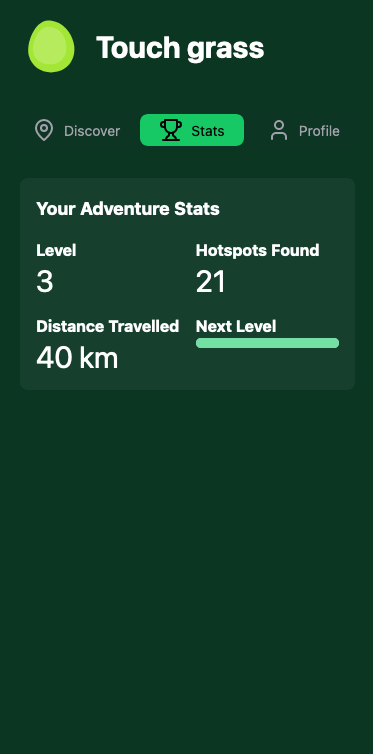 Touch grass
Discover Stats Profile
Your Adventure Stats
Level Hotspots Found
3 21
Distance Travelled Next Level
40 km